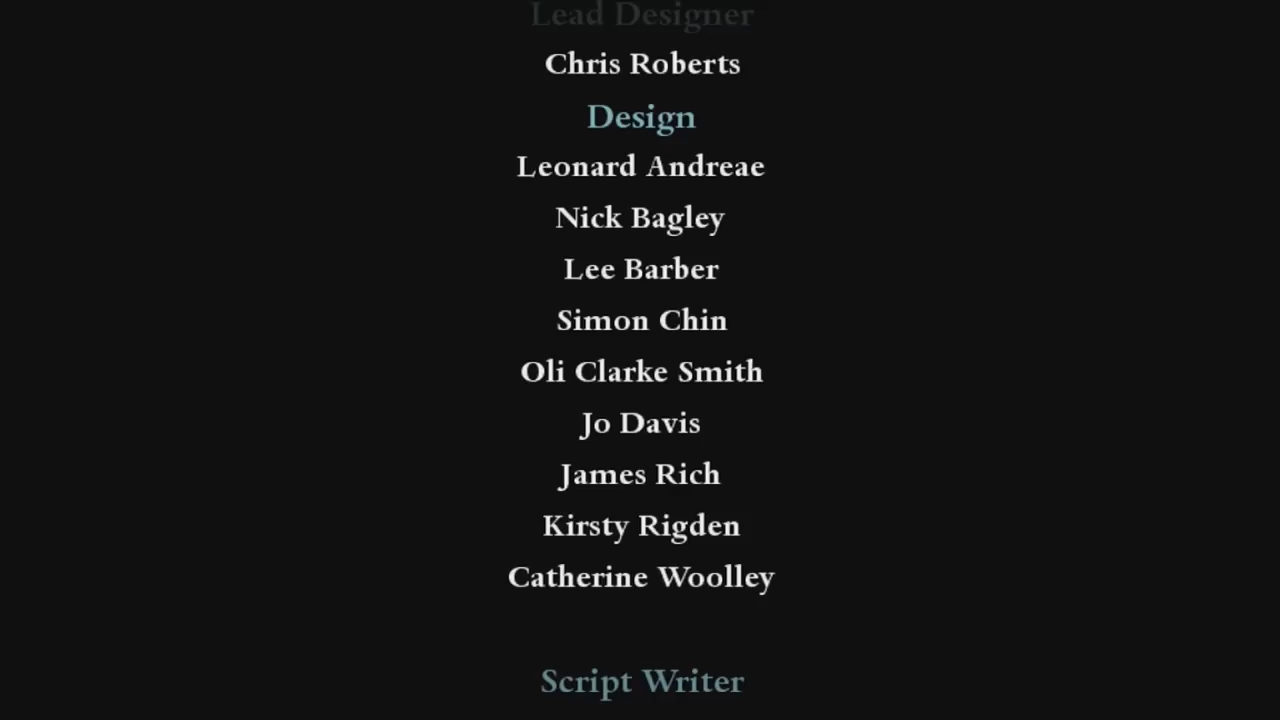 Lead Designer
Chris Roberts
Design
Leonard Andreae
Nick Bagley
Lee Barber
Simon Chin
Oli Clarke Smith
Jo Davis
James Rich
Kirsty Rigden
Catherine Woolley
Script Writer